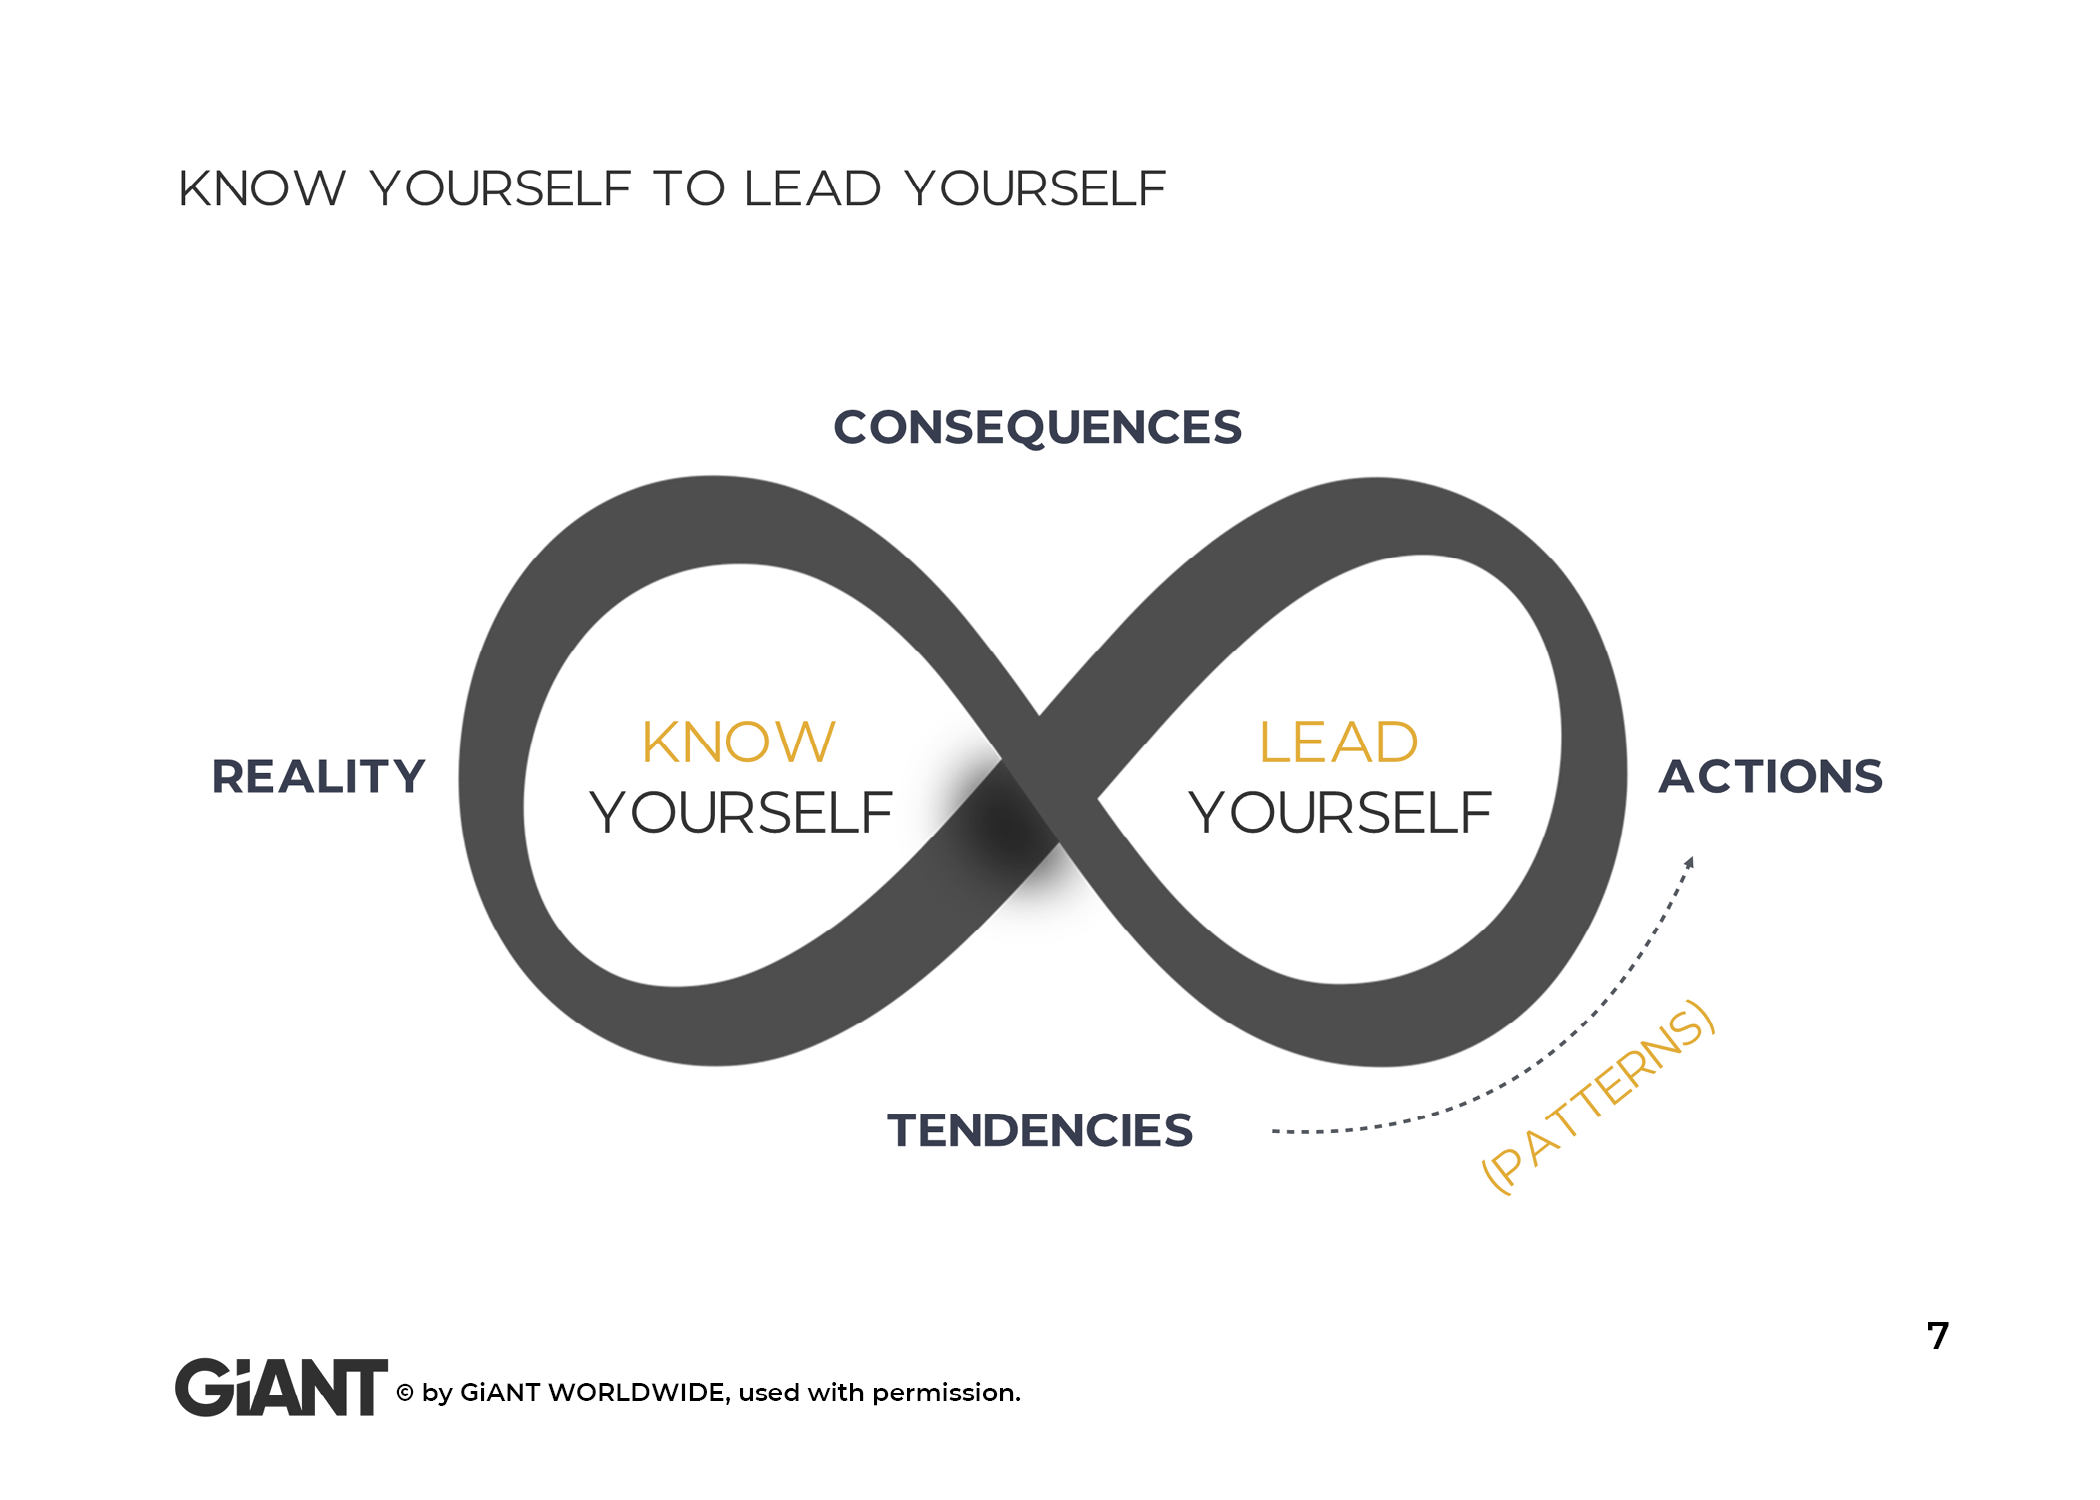 KNOW YOURSELF TO LEAD YOURSELF
CONSEQUENCES
KNOW
YOURSELF
LEAD
YOURSELF
REALITY
ACTIONS
TENDENCIES
(PATTERNS)
7
GiANT © by GiANT WORLDWIDE, used with permission.